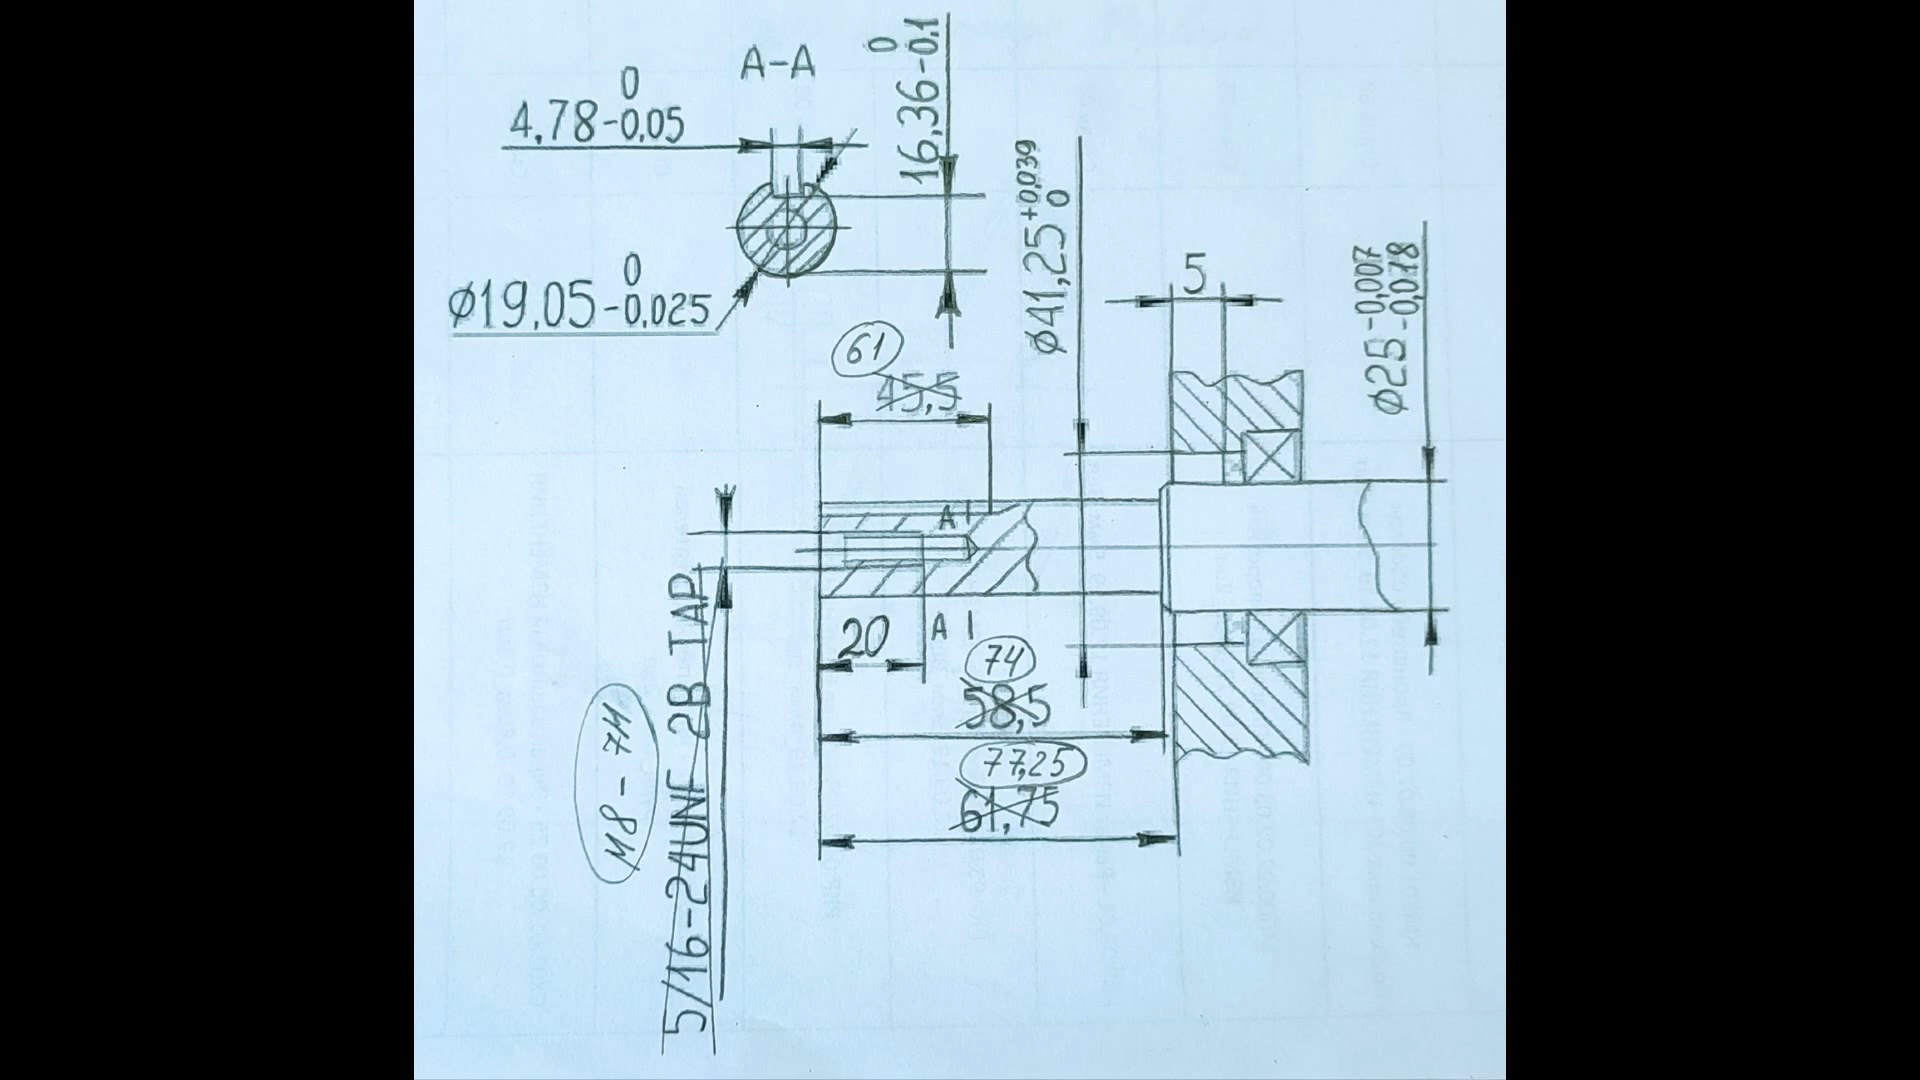 A-A
0
4,78-0,05
0
16,36-0,1
0
ø19,05-0,025
ø41,25 +0,039
0
5
ø25 -0,007
-0,018
61
45,5
A
20
A
74
58,5
77,25
61,75
5/16-24UNF 2B TAP
M8-7H